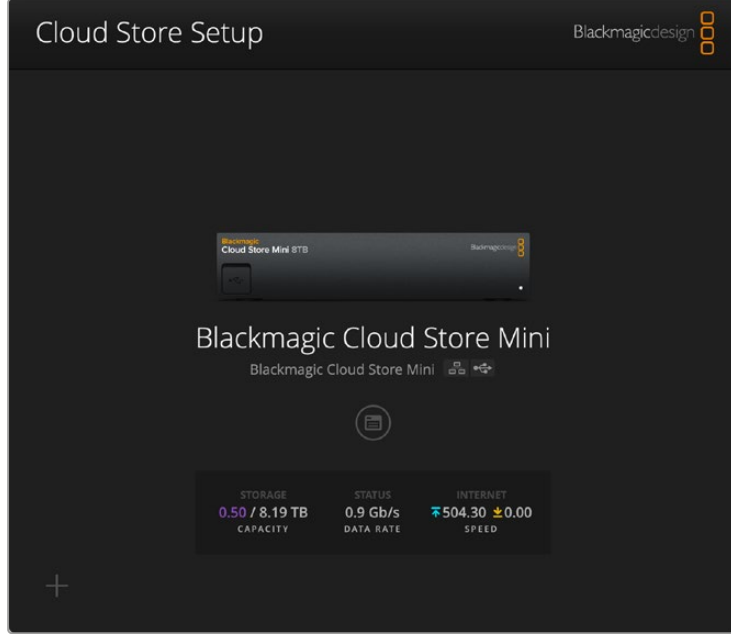 Cloud Store Setup
Blackmagicdesign
Blackmagic
Cloud Store Mini 8TB
Blackmagicdesign
Blackmagic Cloud Store Mini
Blackmagic Cloud Store Mini
STORAGE STATUS INTERNET
0.50 / 8.19 TB 0.9 Gb/s 504.30 0.00
CAPACITY DATA RATE SPEED